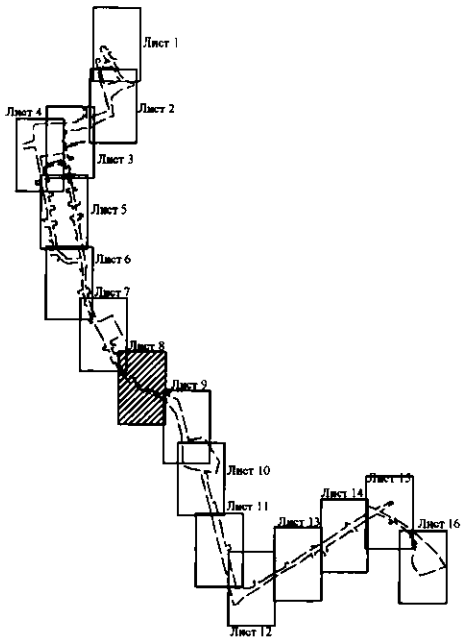 Лист 1
Лист 2
Лист 4
Лист 3
Лист 5
Лист 6
Лист 7
Лист 8
Лист 9
Лист 10
Лист 11
Лист 15
Лист 14
Лист 13
Лист 16
Лист 12